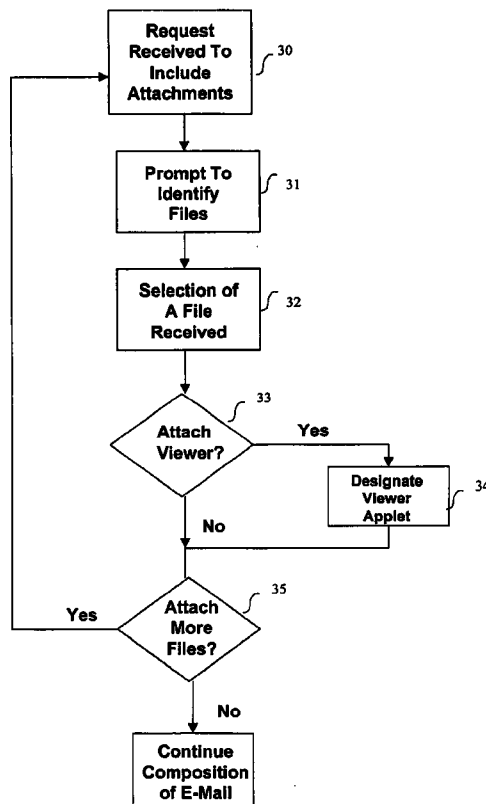 Request
Received To
Include
Attachments
30
Prompt To
Identify
Files
31
Selection of
A File
Received
32
33
Attach
Viewer?
Yes
Designate
Viewer
Applet
34
No
35
Yes
Attach
More
Files?
No
Continue
Composition
of E-Mail